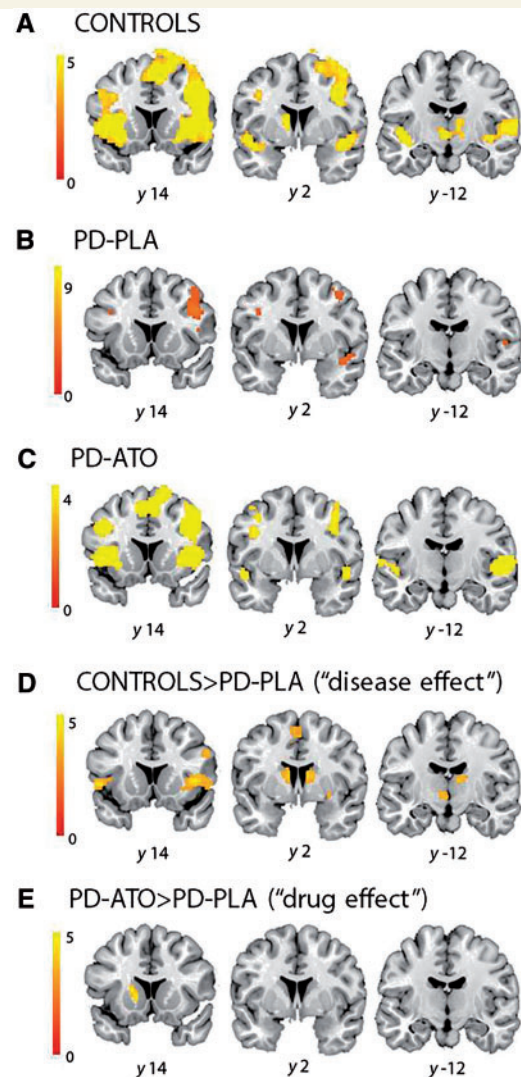 A CONTROLS
5
0
y 14 y 2 y -12
B PD-PLA
9
0
y 14 y 2 y -12
C PD-ATO
4
0
y 14 y 2 y -12
D CONTROLS>PD-PLA ("disease effect")
5
0
y 14 y 2 y -12
E PD-ATO>PD-PLA ("drug effect")
5
0
y 14 y 2 y -12